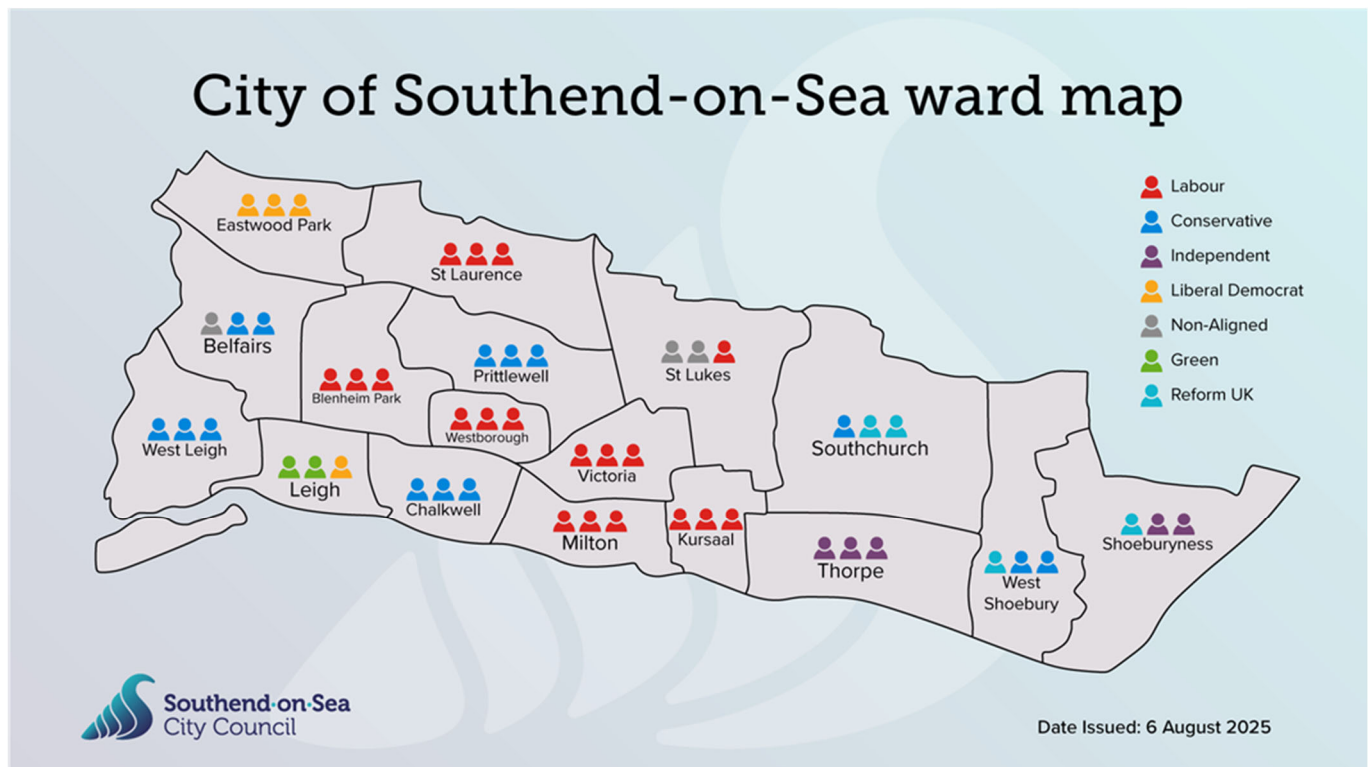 City of Southend-on-Sea ward map
Labour
Conservative
Independent
Liberal Democrat
Non-Aligned
Green
Reform UK
Eastwood Park
St Laurence
Belfairs
Prittlewell
St Lukes
Blenheim Park
Westborough
West Leigh
Southchurch
Victoria
Leigh
Chalkwell
Milton
Kursaal
Thorpe
Shoeburyness
West
Shoebury
Southend·on·Sea
City Council
Date Issued: 6 August 2025